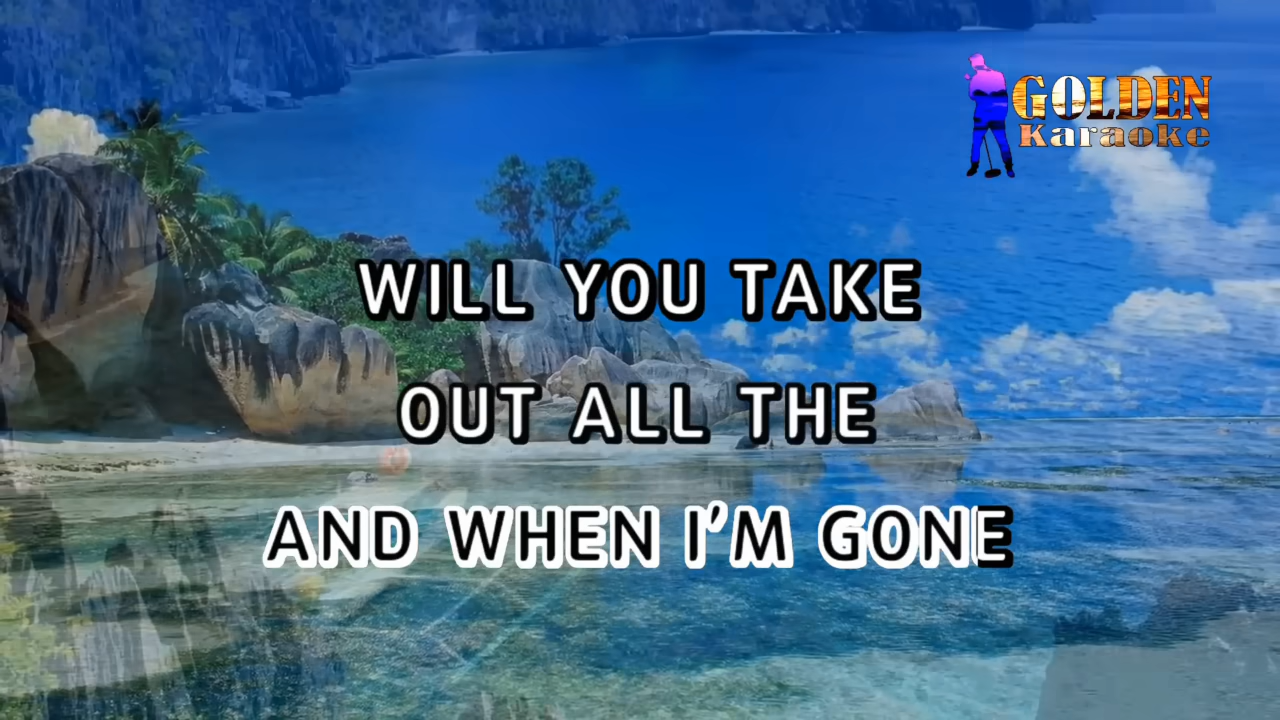 GOLDEN
Karaoke
WILL YOU TAKE
OUT ALL THE
AND WHEN I'M GONE